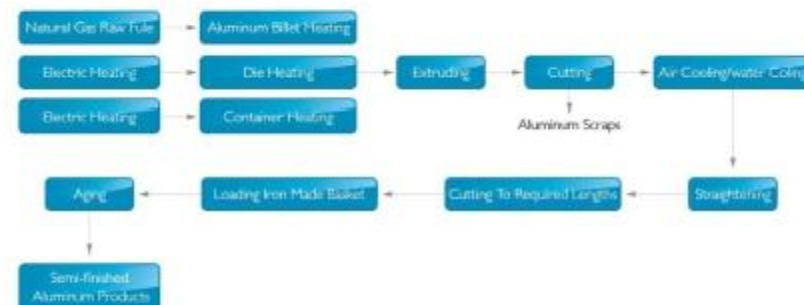 Natural Gas Raw Fule
Aluminum Billet Heating
Electric Heating
Die Heating
Extruding
Cutting
Air Cooling/water Coling
Electric Heating
Container Heating
Aluminum Scraps
Aging
Loading Iron Made Basket
Cutting To Required Lengths
Straightening
Semi-finished
Aluminum Products